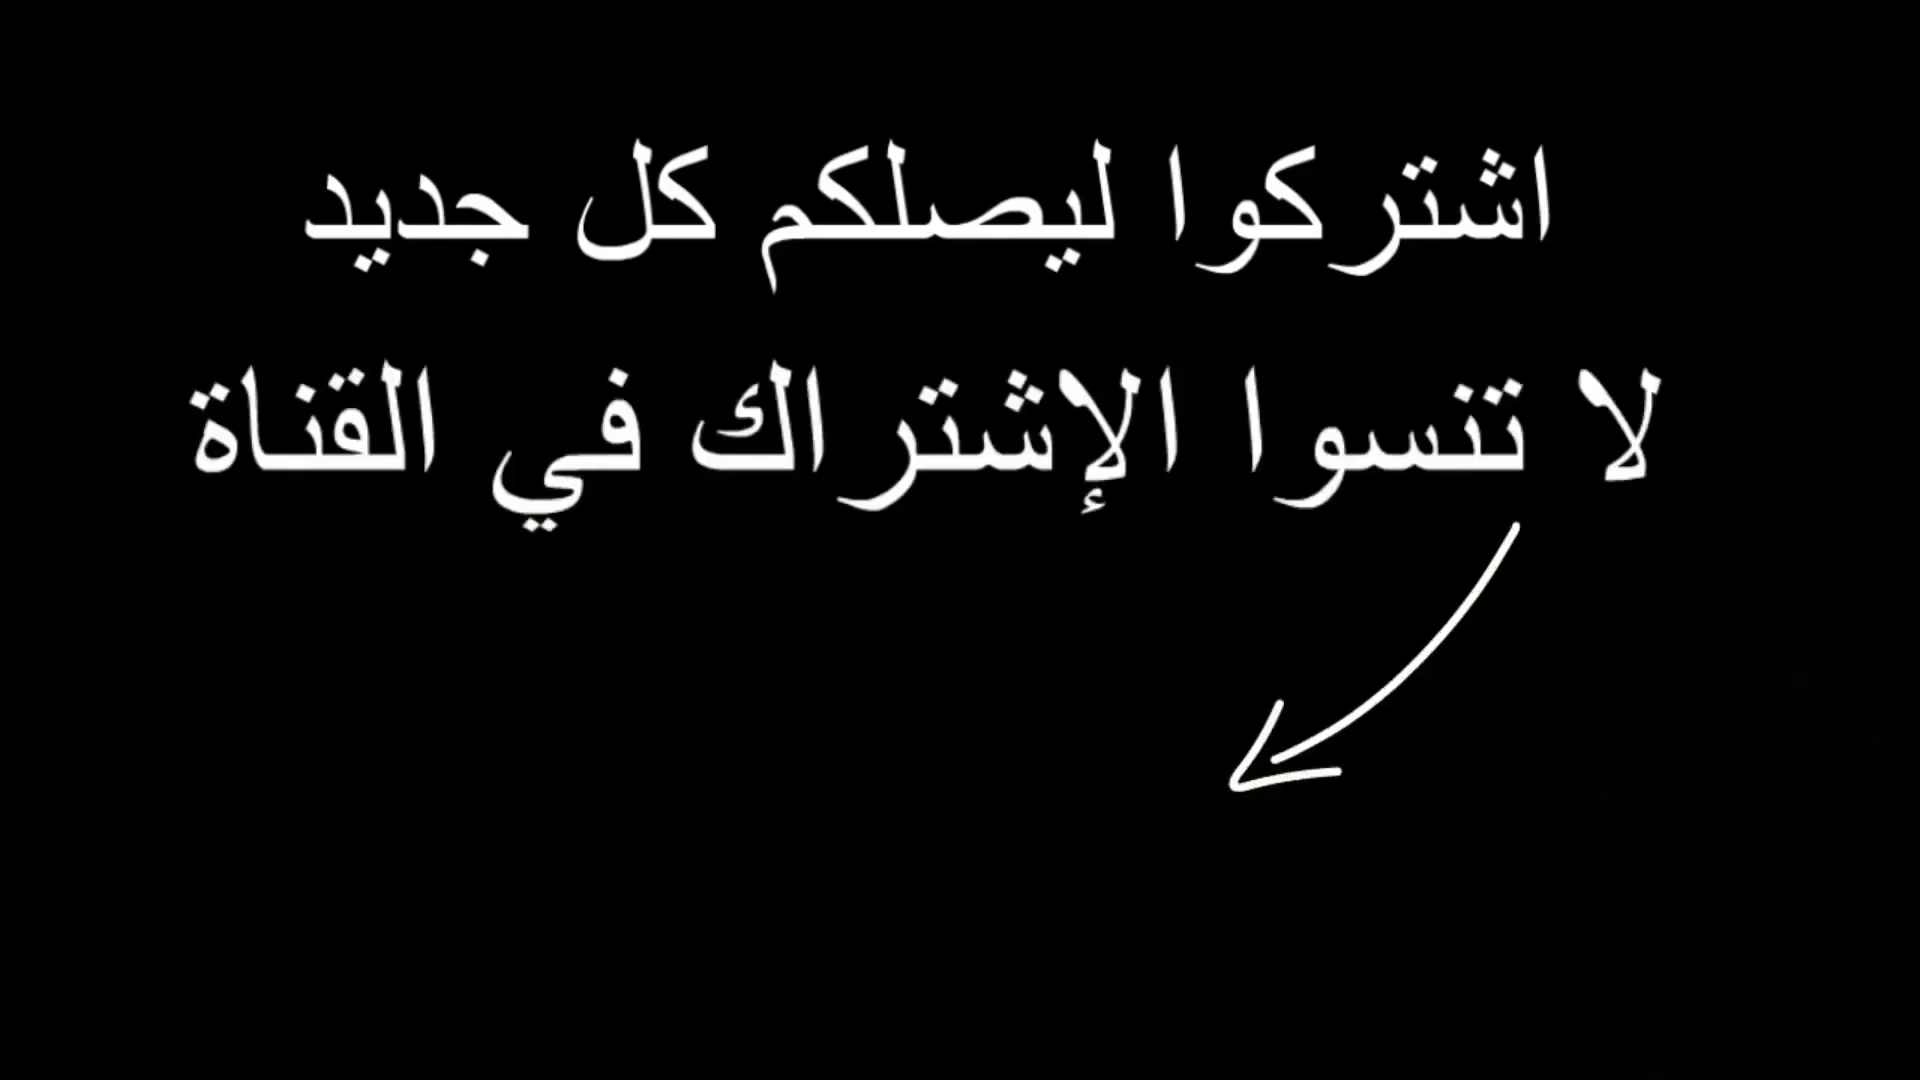 اشتركوا ليصلكم كل جديد
لا تنسوا الإشتراك في القناة